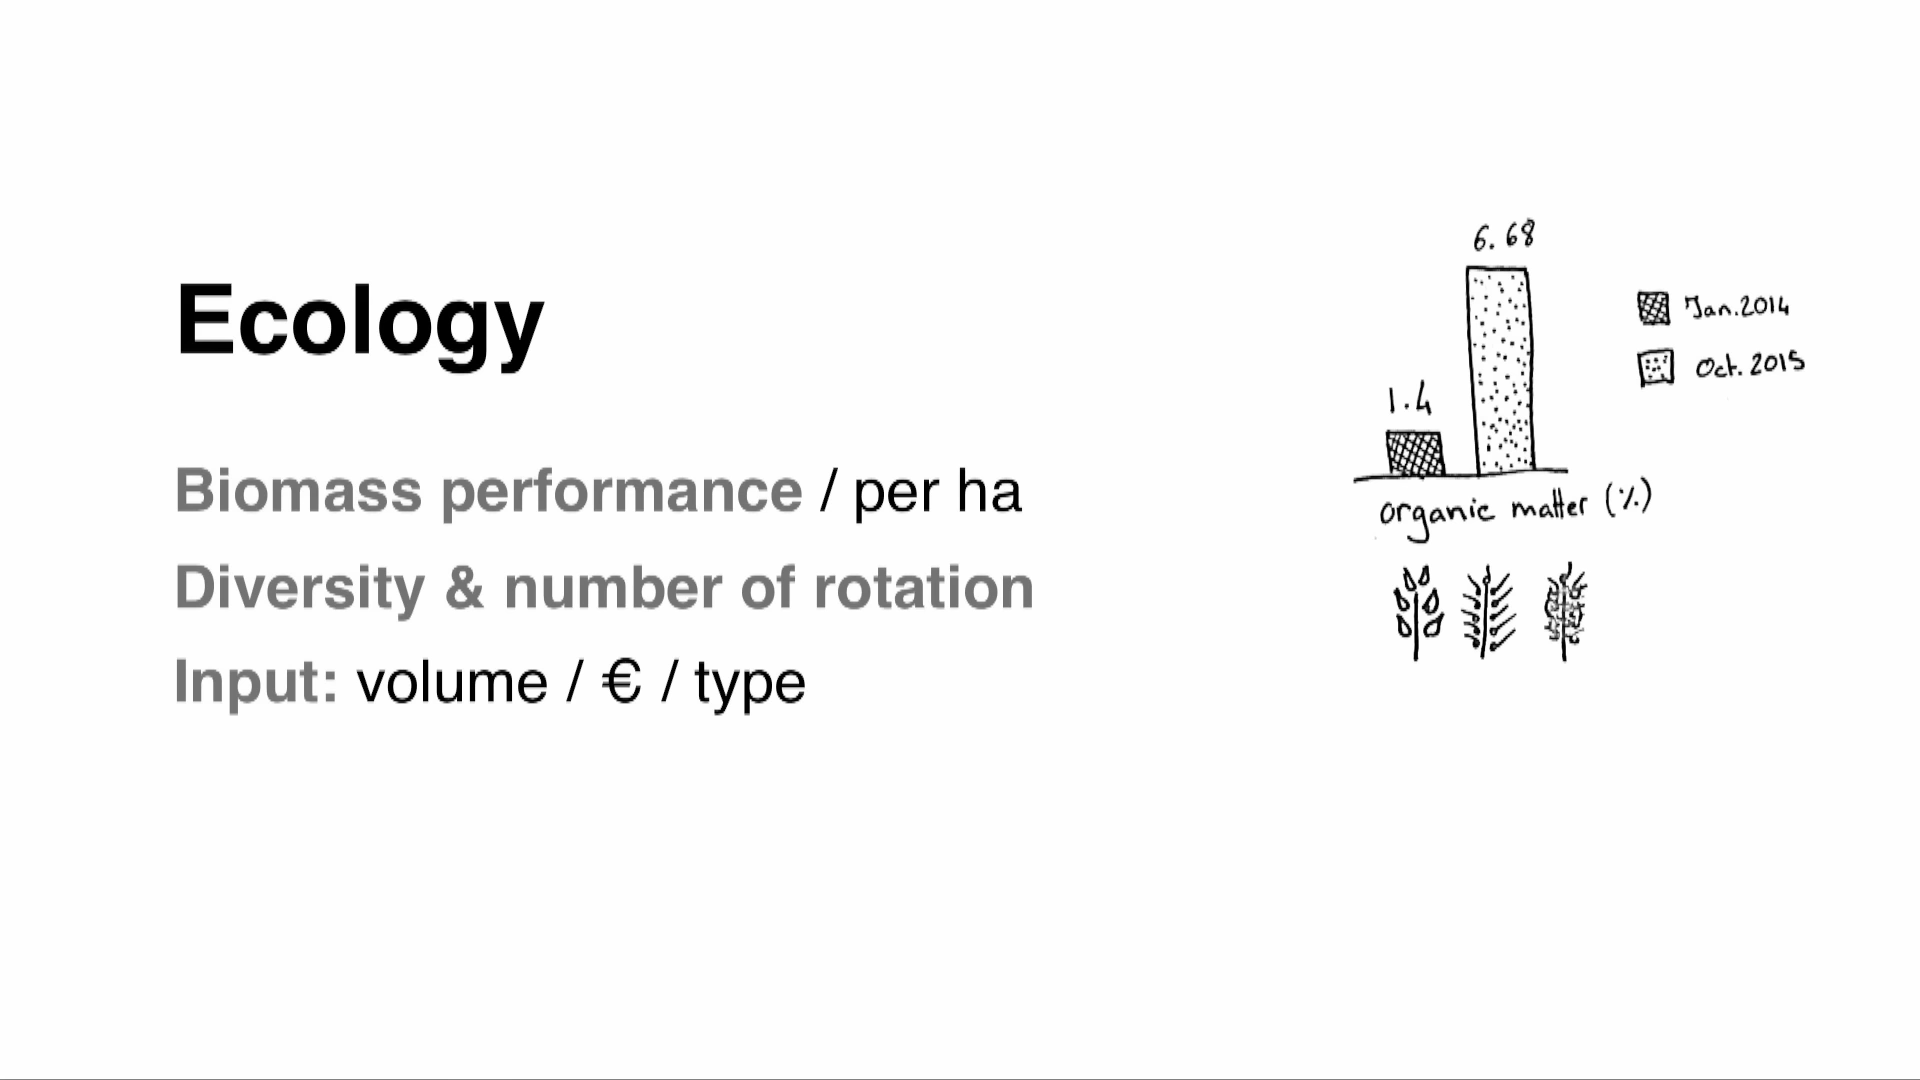 Ecology
Biomass performance / per ha
Diversity & number of rotation
Input: volume / € / type
6.68
1.4
Jan.2014
Oct. 2015
organic matter (%)